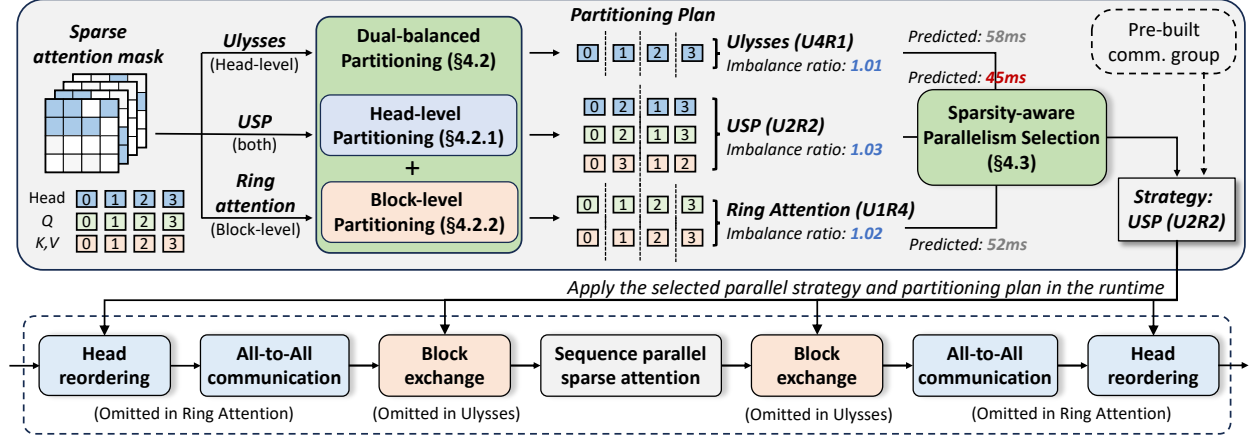 Sparse
attention mask
Head 0 1 2 3
Q 0 1 2 3
K,V 0 1 2 3
Ulysses
(Head-level)
USP
(both)
Ring
attention
(Block-level)
Dual-balanced
Partitioning (§4.2)
Head-level
Partitioning (§4.2.1)
+
Block-level
Partitioning (§4.2.2)
Partitioning Plan
0 1 2 3
Ulysses (U4R1)
Imbalance ratio: 1.01
0 2 1 3
0 2 1 3
0 3 1 2
USP (U2R2)
Imbalance ratio: 1.03
0 1 2 3
0 1 2 3
Ring Attention (U1R4)
Imbalance ratio: 1.02
Predicted: 58ms
Predicted: 45ms
Predicted: 52ms
Sparsity-aware
Parallelism Selection
(§4.3)
Pre-built
comm. group
Strategy:
USP (U2R2)
Apply the selected parallel strategy and partitioning plan in the runtime
Head
reordering
All-to-All
communication
(Omitted in Ring Attention)
Block
exchange
(Omitted in Ulysses)
Sequence parallel
sparse attention
Block
exchange
(Omitted in Ulysses)
All-to-All
communication
Head
reordering
(Omitted in Ring Attention)